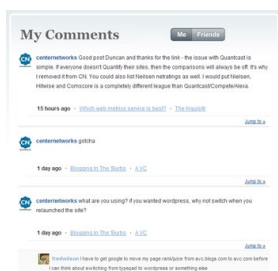 My Comments
Me Friends
CN
centernetworks Good post Duncan and thanks for the link - the issue with Quantcast is
simple. If everyone doesn't Quantify their sites, then the comparisons will always be off. It's why
I removed it from CN. You could also list Nielsen netratings as well. I would put Nielsen,
Hitwise and Comscore is a completely different league than Quantcast/Compete/Alexa.
15 hours ago - Which web metrics service is best? - The Inquisitr
Jump to »
CN
centernetworks gotcha
1 day ago - Blogging In The 'Burbs - A VC
Jump to »
CN
centernetworks what are you using? if you wanted wordpress, why not switch when you
relaunched the site?
1 day ago - Blogging In The 'Burbs - A VC
Jump to »
fredwilson I have to get google to move my page rank/juice from avc.blogs.com to avc.com before
I can think about switching from typepad to wordpress or something else